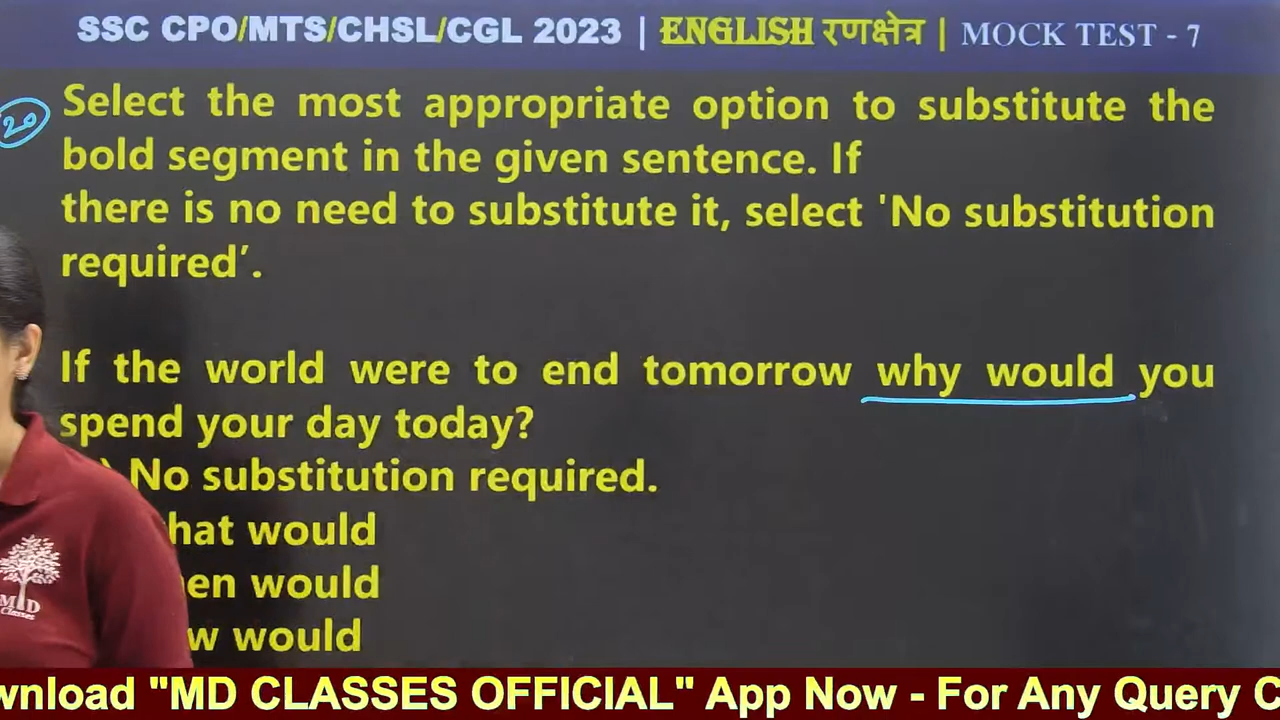 SSC CPO/MTS/CHSL/CGL 2023 | ENGLISH रणक्षेत्र | MOCK TEST - 7
20
Select the most appropriate option to substitute the
bold segment in the given sentence. If
there is no need to substitute it, select 'No substitution
required’.
If the world were to end tomorrow why would you
spend your day today?
) No substitution required.
hat would
en would
w would
MD
Classes
wnload "MD CLASSES OFFICIAL" App Now - For Any Query C